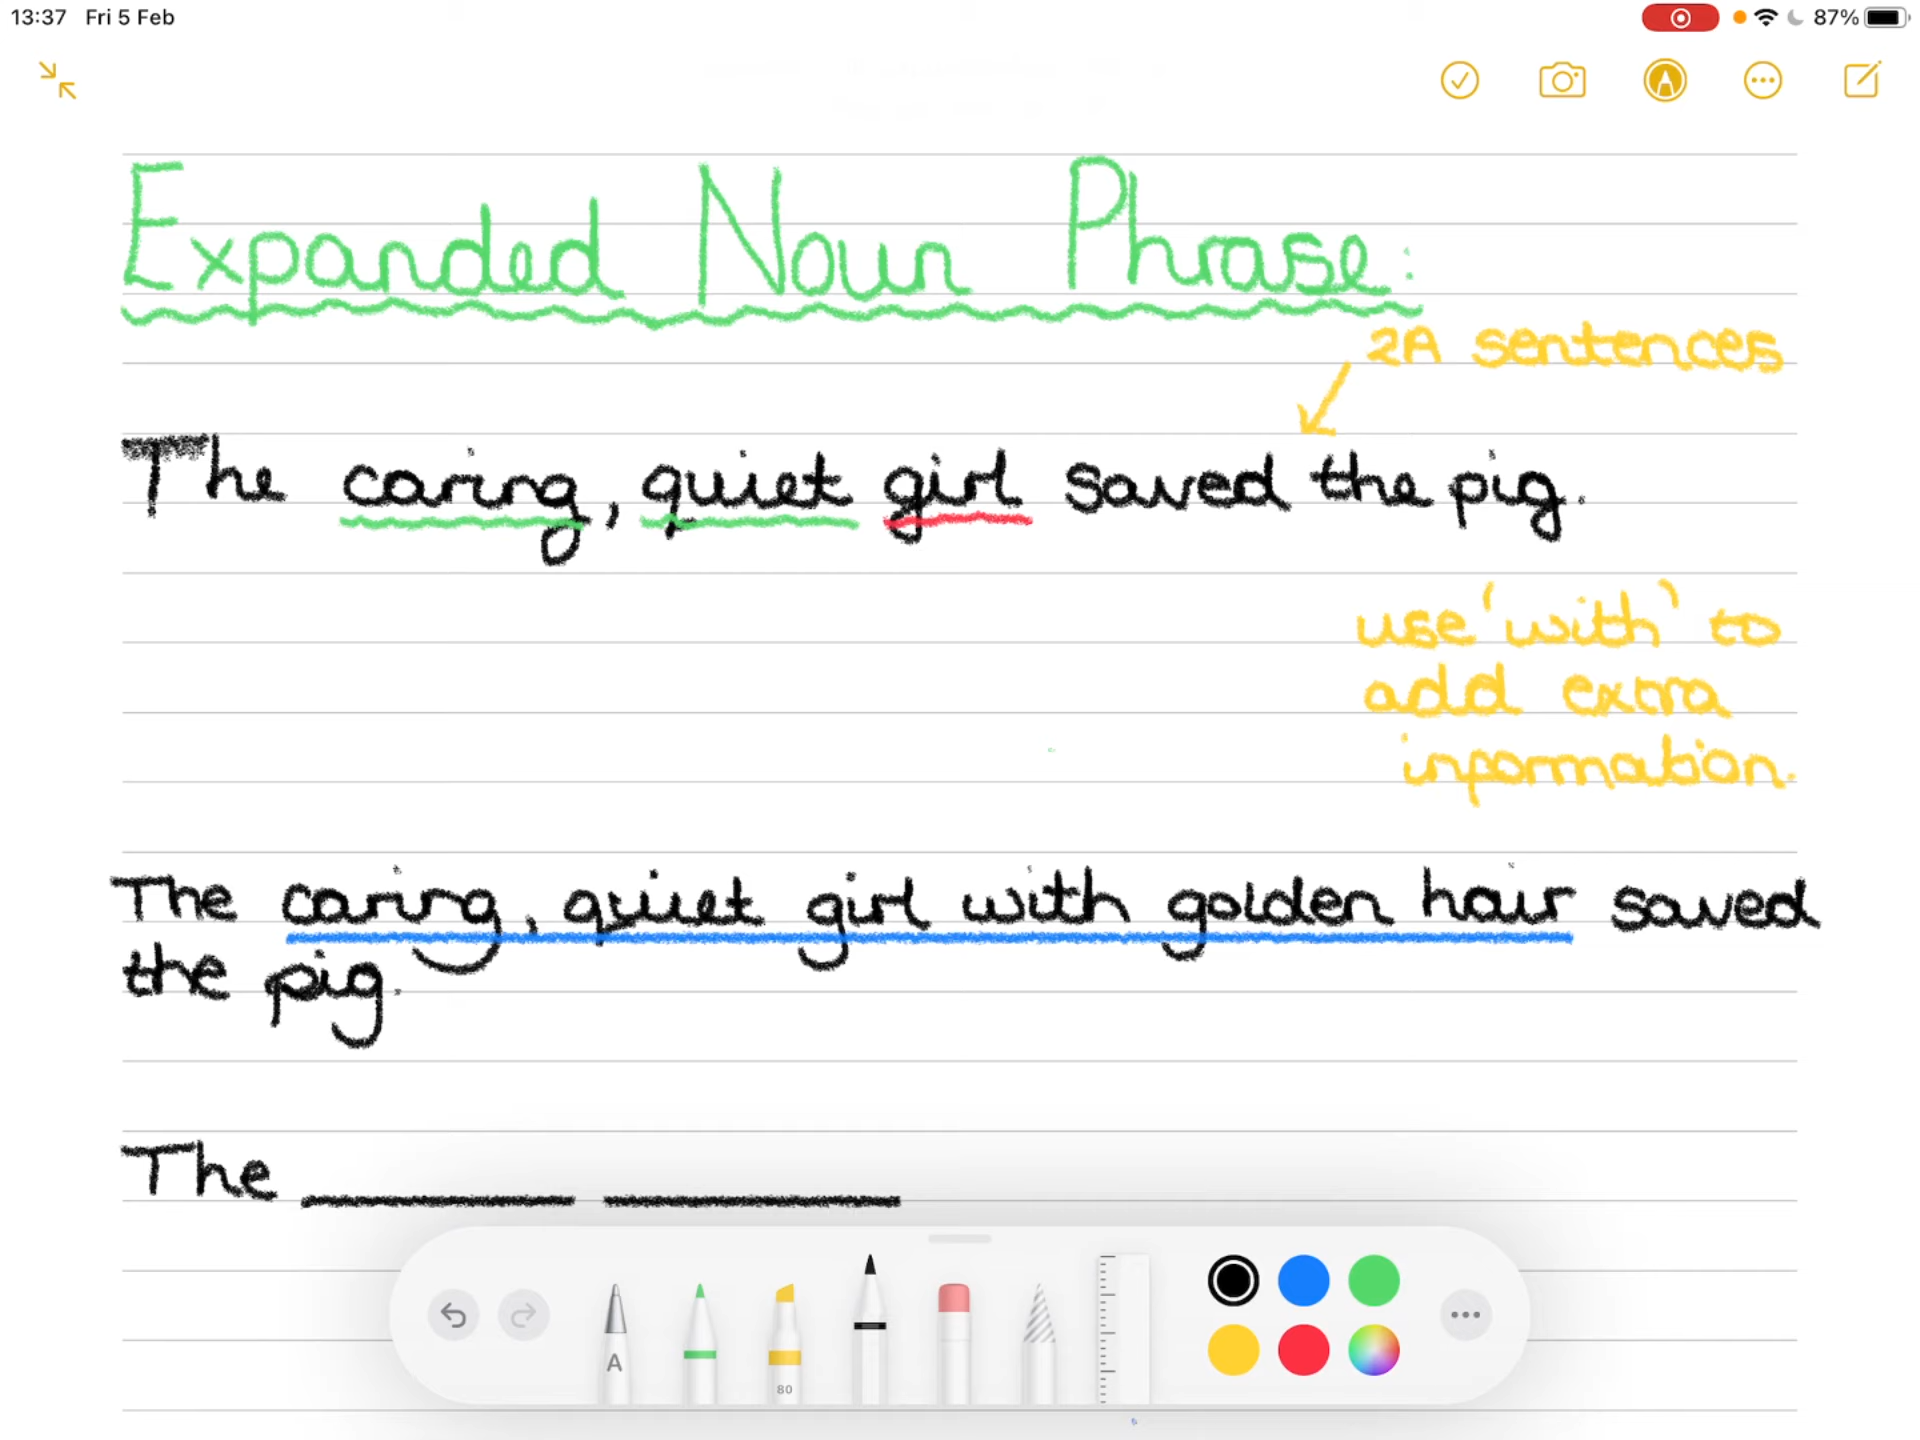 13:37 Fri 5 Feb
87%
Expanded Noun Phrase:
2A sentences
The caring, quiet girl saved the pig.
use 'with' to
add extra
information.
The caring, quiet girl with golden hair saved
the pig.
The
A
80